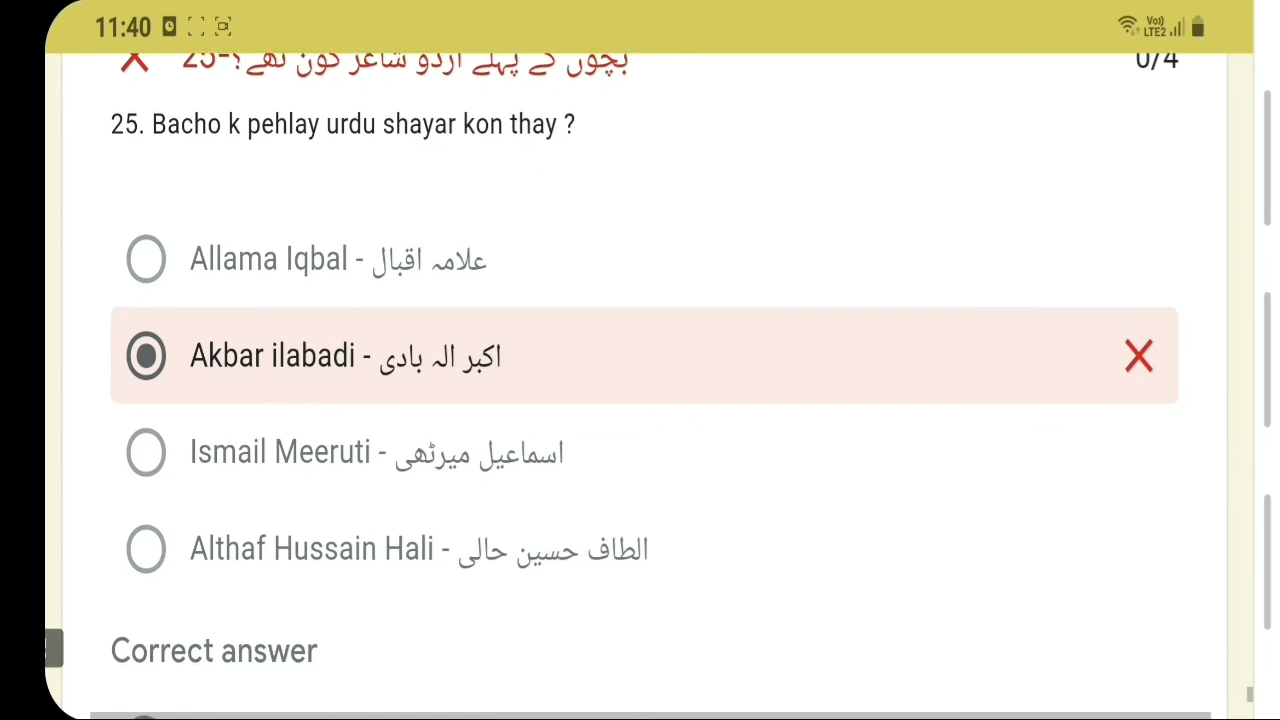 11:40 Vo) LTE2
بچوں کے پہلے اردو شاعر کون تھے؟-25 0/4
25. Bacho k pehlay urdu shayar kon thay ?
Allama Iqbal - علامہ اقبال
Akbar ilabadi - اکبر الہ بادی
Ismail Meeruti - اسماعیل میرٹھی
Althaf Hussain Hali - الطاف حسین حالی
Correct answer